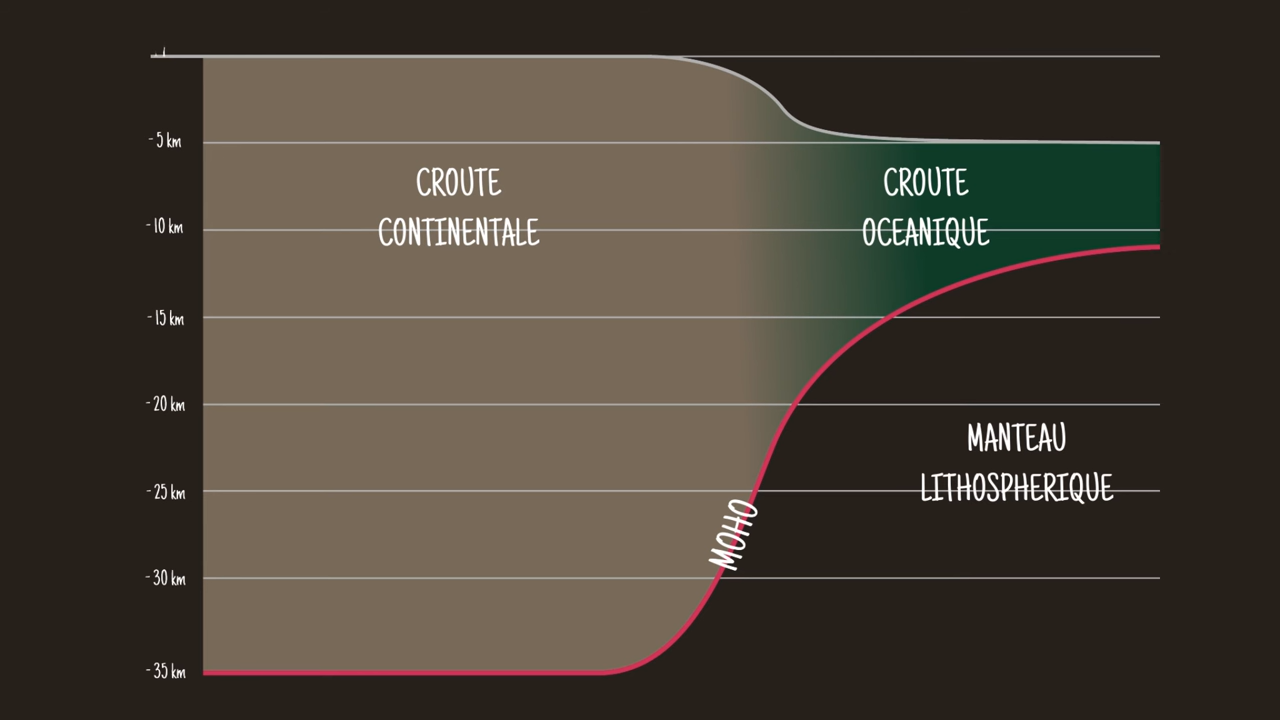 - 5 km
CROUTE
CONTINENTALE
CROUTE
OCEANIQUE
- 10 km
- 15 km
- 20 km
MANTEAU
LITHOSPHERIQUE
- 25 km
MOHO
- 30 km
- 35 km